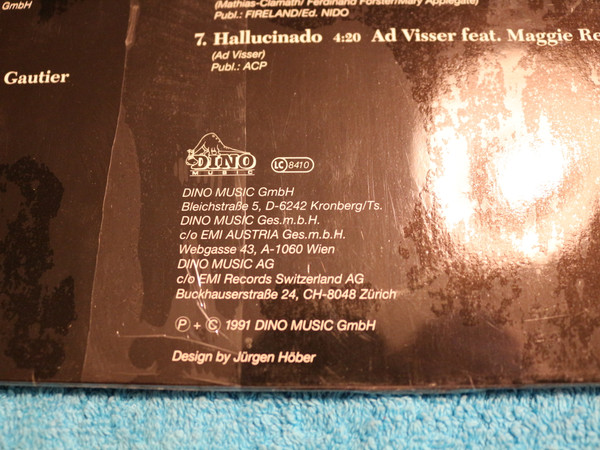 GmbH
Gautier
(Mathias-Clamath/ Ferdinand Förster/Mary Applegate)
Publ.: FIRELAND/Ed. NIDO
7. Hallucinado 4:20 Ad Visser feat. Maggie Re
(Ad Visser)
Publ.: ACP
DINO
MUSIC
LC 8410
DINO MUSIC GmbH
Bleichstraße 5, D-6242 Kronberg/Ts.
DINO MUSIC Ges.m.b.H.
c/o EMI AUSTRIA Ges.m.b.H.
Webgasse 43, A-1060 Wien
DINO MUSIC AG
c/o EMI Records Switzerland AG
Buckhauserstraße 24, CH-8048 Zürich
Ⓟ + © 1991 DINO MUSIC GmbH
Design by Jürgen Höber